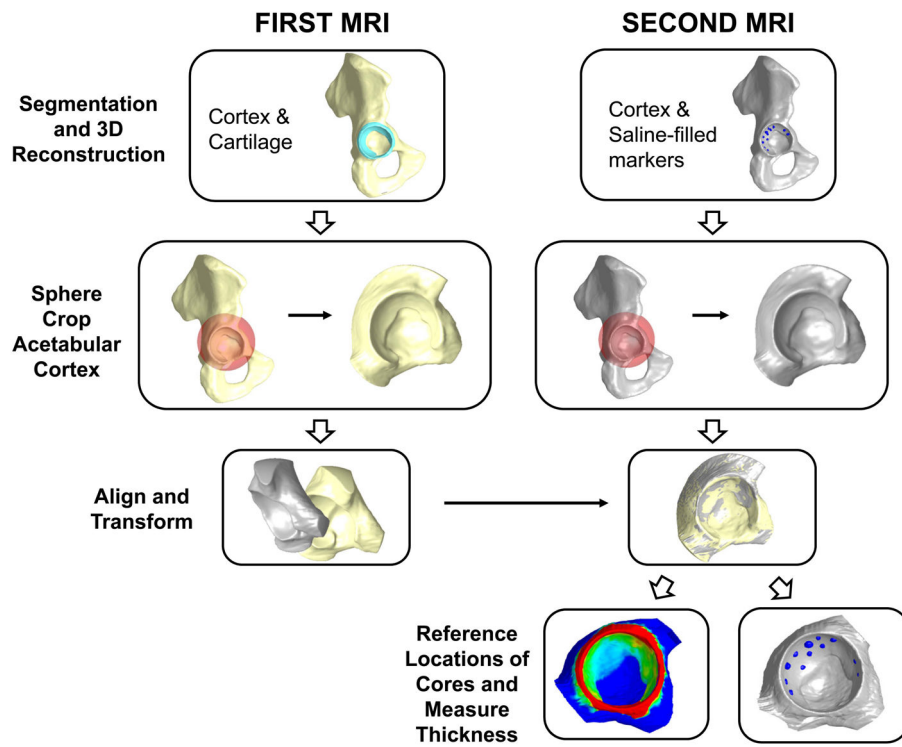 FIRST MRI
SECOND MRI
Segmentation
and 3D
Reconstruction
Cortex &
Cartilage
Cortex &
Saline-filled
markers
Sphere
Crop
Acetabular
Cortex
Align and
Transform
Reference
Locations of
Cores and
Measure
Thickness